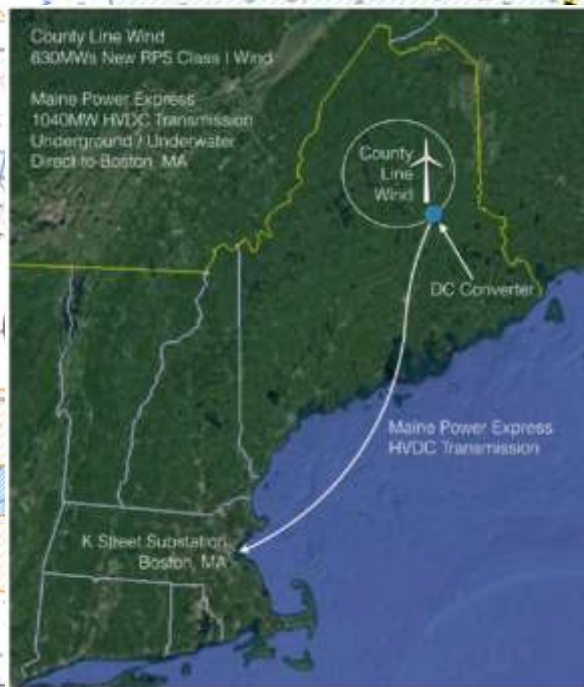 County Line Wind
630MWs New RPS Class I Wind
Maine Power Express
1040MW HVDC Transmission
Underground / Underwater
Direct to Boston, MA
County
Line
Wind
DC Converter
Maine Power Express
HVDC Transmission
K Street Substation
Boston, MA